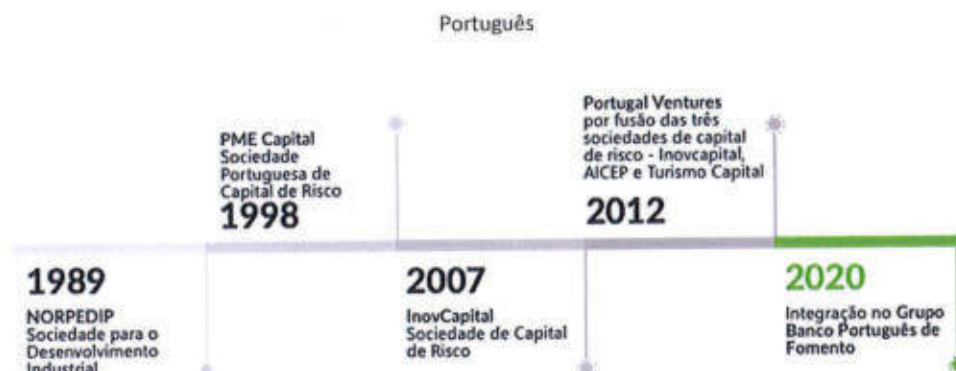 Português
PME Capital
Sociedade
Portuguesa de
Capital de Risco
1998
Portugal Ventures
por fusão das três
sociedades de capital
de risco - Inovcapital,
AICEP e Turismo Capital
2012
1989
NORPEDIP
Sociedade para o
Desenvolvimento
Industrial
2007
InovCapital
Sociedade de Capital
de Risco
2020
Integração no Grupo
Banco Português de
Fomento